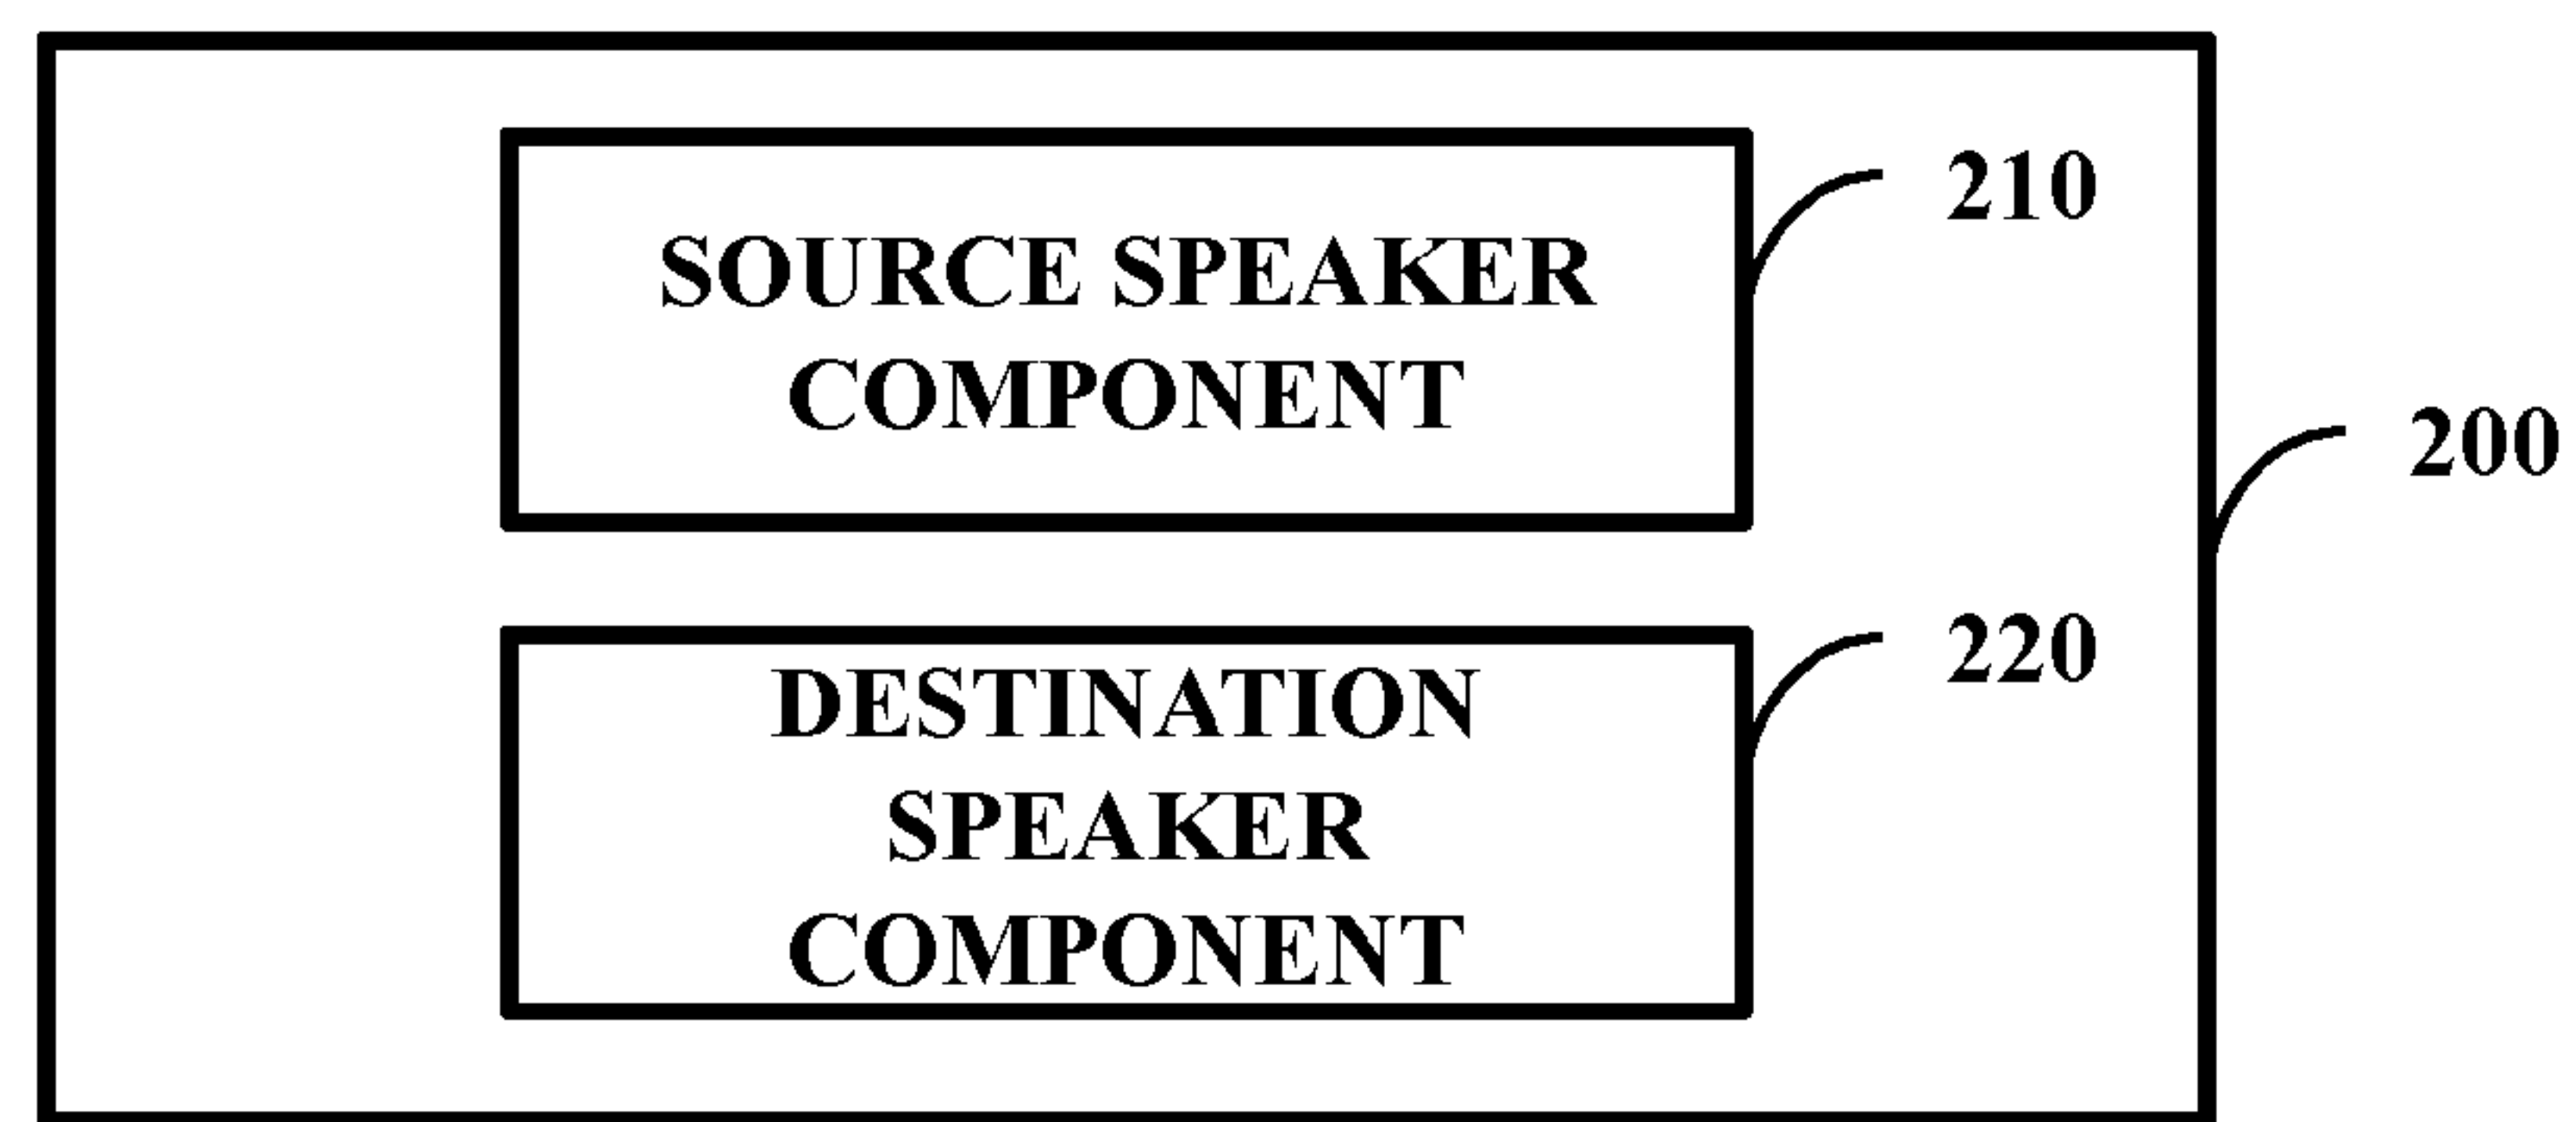 SOURCE SPEAKER
COMPONENT
210
200
DESTINATION
SPEAKER
COMPONENT
220